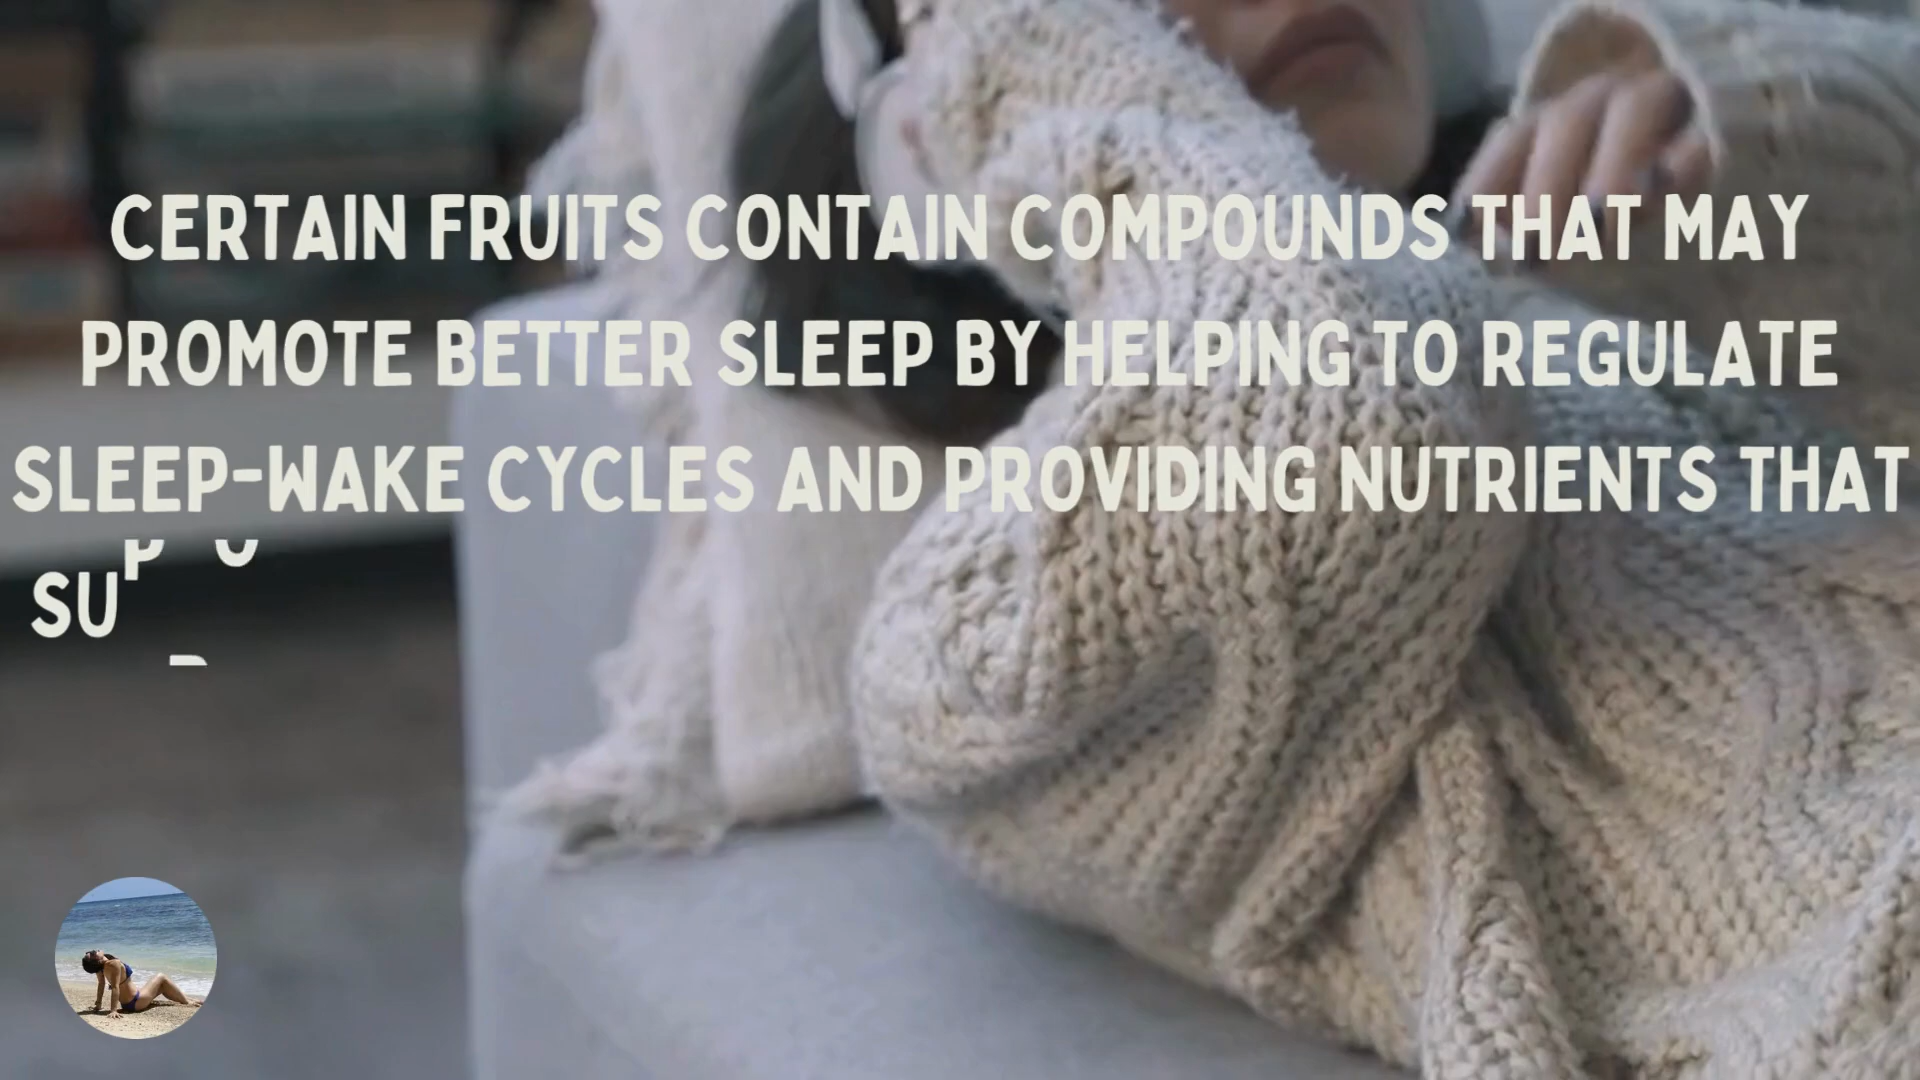 CERTAIN FRUITS CONTAIN COMPOUNDS THAT MAY
PROMOTE BETTER SLEEP BY HELPING TO REGULATE
SLEEP-WAKE CYCLES AND PROVIDING NUTRIENTS THAT